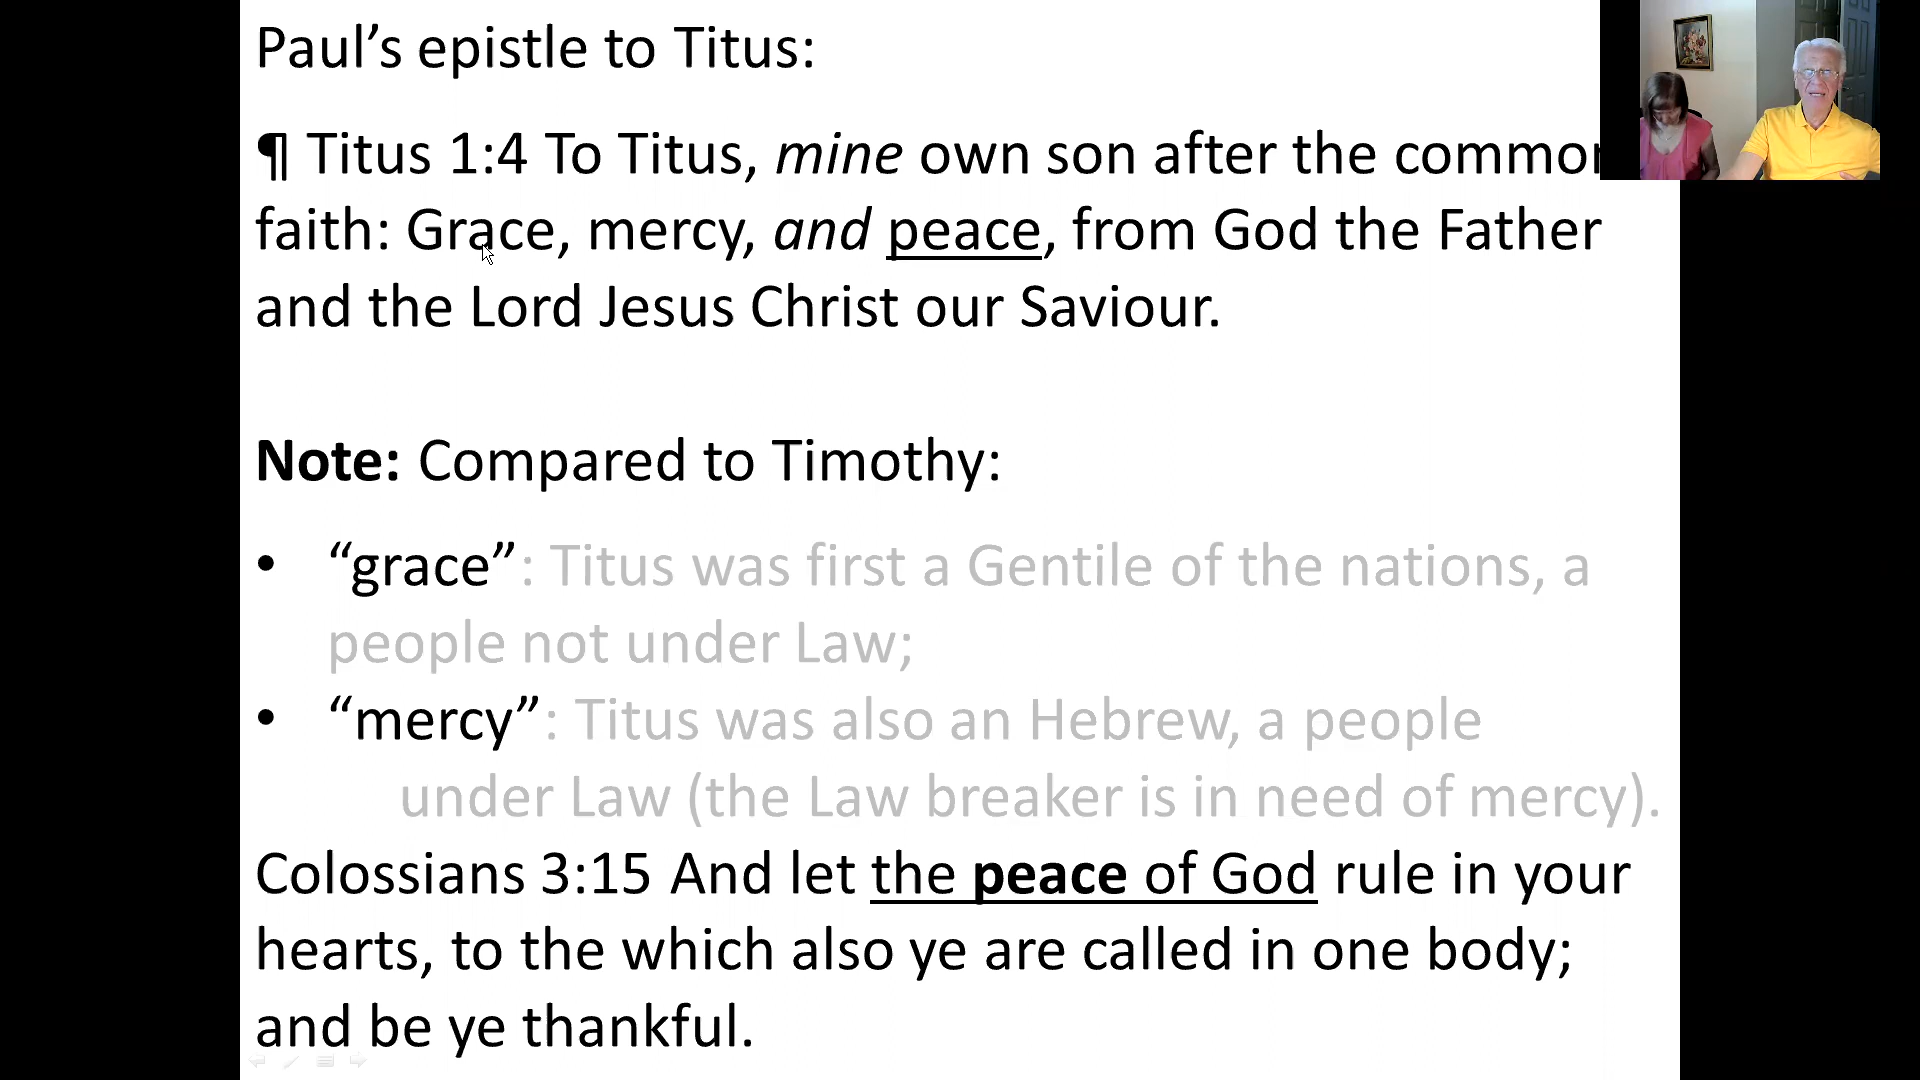 Paul’s epistle to Titus:
¶ Titus 1:4 To Titus, mine own son after the common
faith: Grace, mercy, and peace, from God the Father
and the Lord Jesus Christ our Saviour.
Note: Compared to Timothy:
• “grace”: Titus was first a Gentile of the nations, a
people not under Law;
• “mercy”: Titus was also an Hebrew, a people
under Law (the Law breaker is in need of mercy).
Colossians 3:15 And let the peace of God rule in your
hearts, to the which also ye are called in one body;
and be ye thankful.